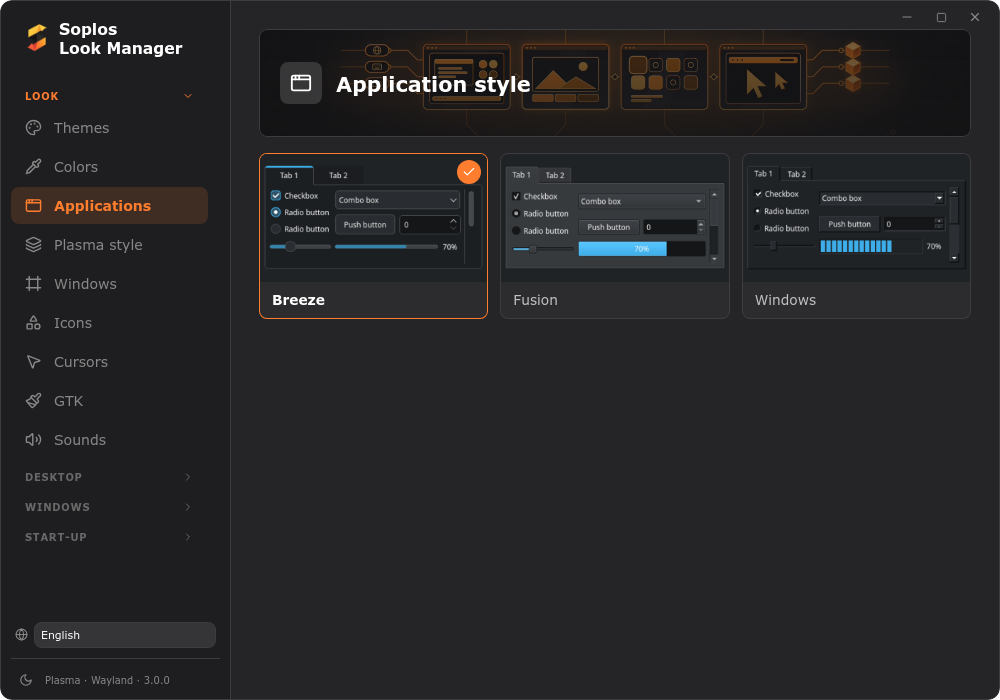 Soplos
Look Manager
LOOK
Themes
Colors
Applications
Plasma style
Windows
Icons
Cursors
GTK
Sounds
DESKTOP
WINDOWS
START-UP
English
Plasma · Wayland · 3.0.0
Application style
Tab 1 Tab 2
Checkbox
Radio button
Radio button
Combo box
Push button 0
70%
Breeze
Tab 1 Tab 2
Checkbox
Radio button
Radio button
Combo box
Push button 0
70%
Fusion
Tab 1 Tab 2
Checkbox
Radio button
Radio button
Combo box
Push button 0
70%
Windows